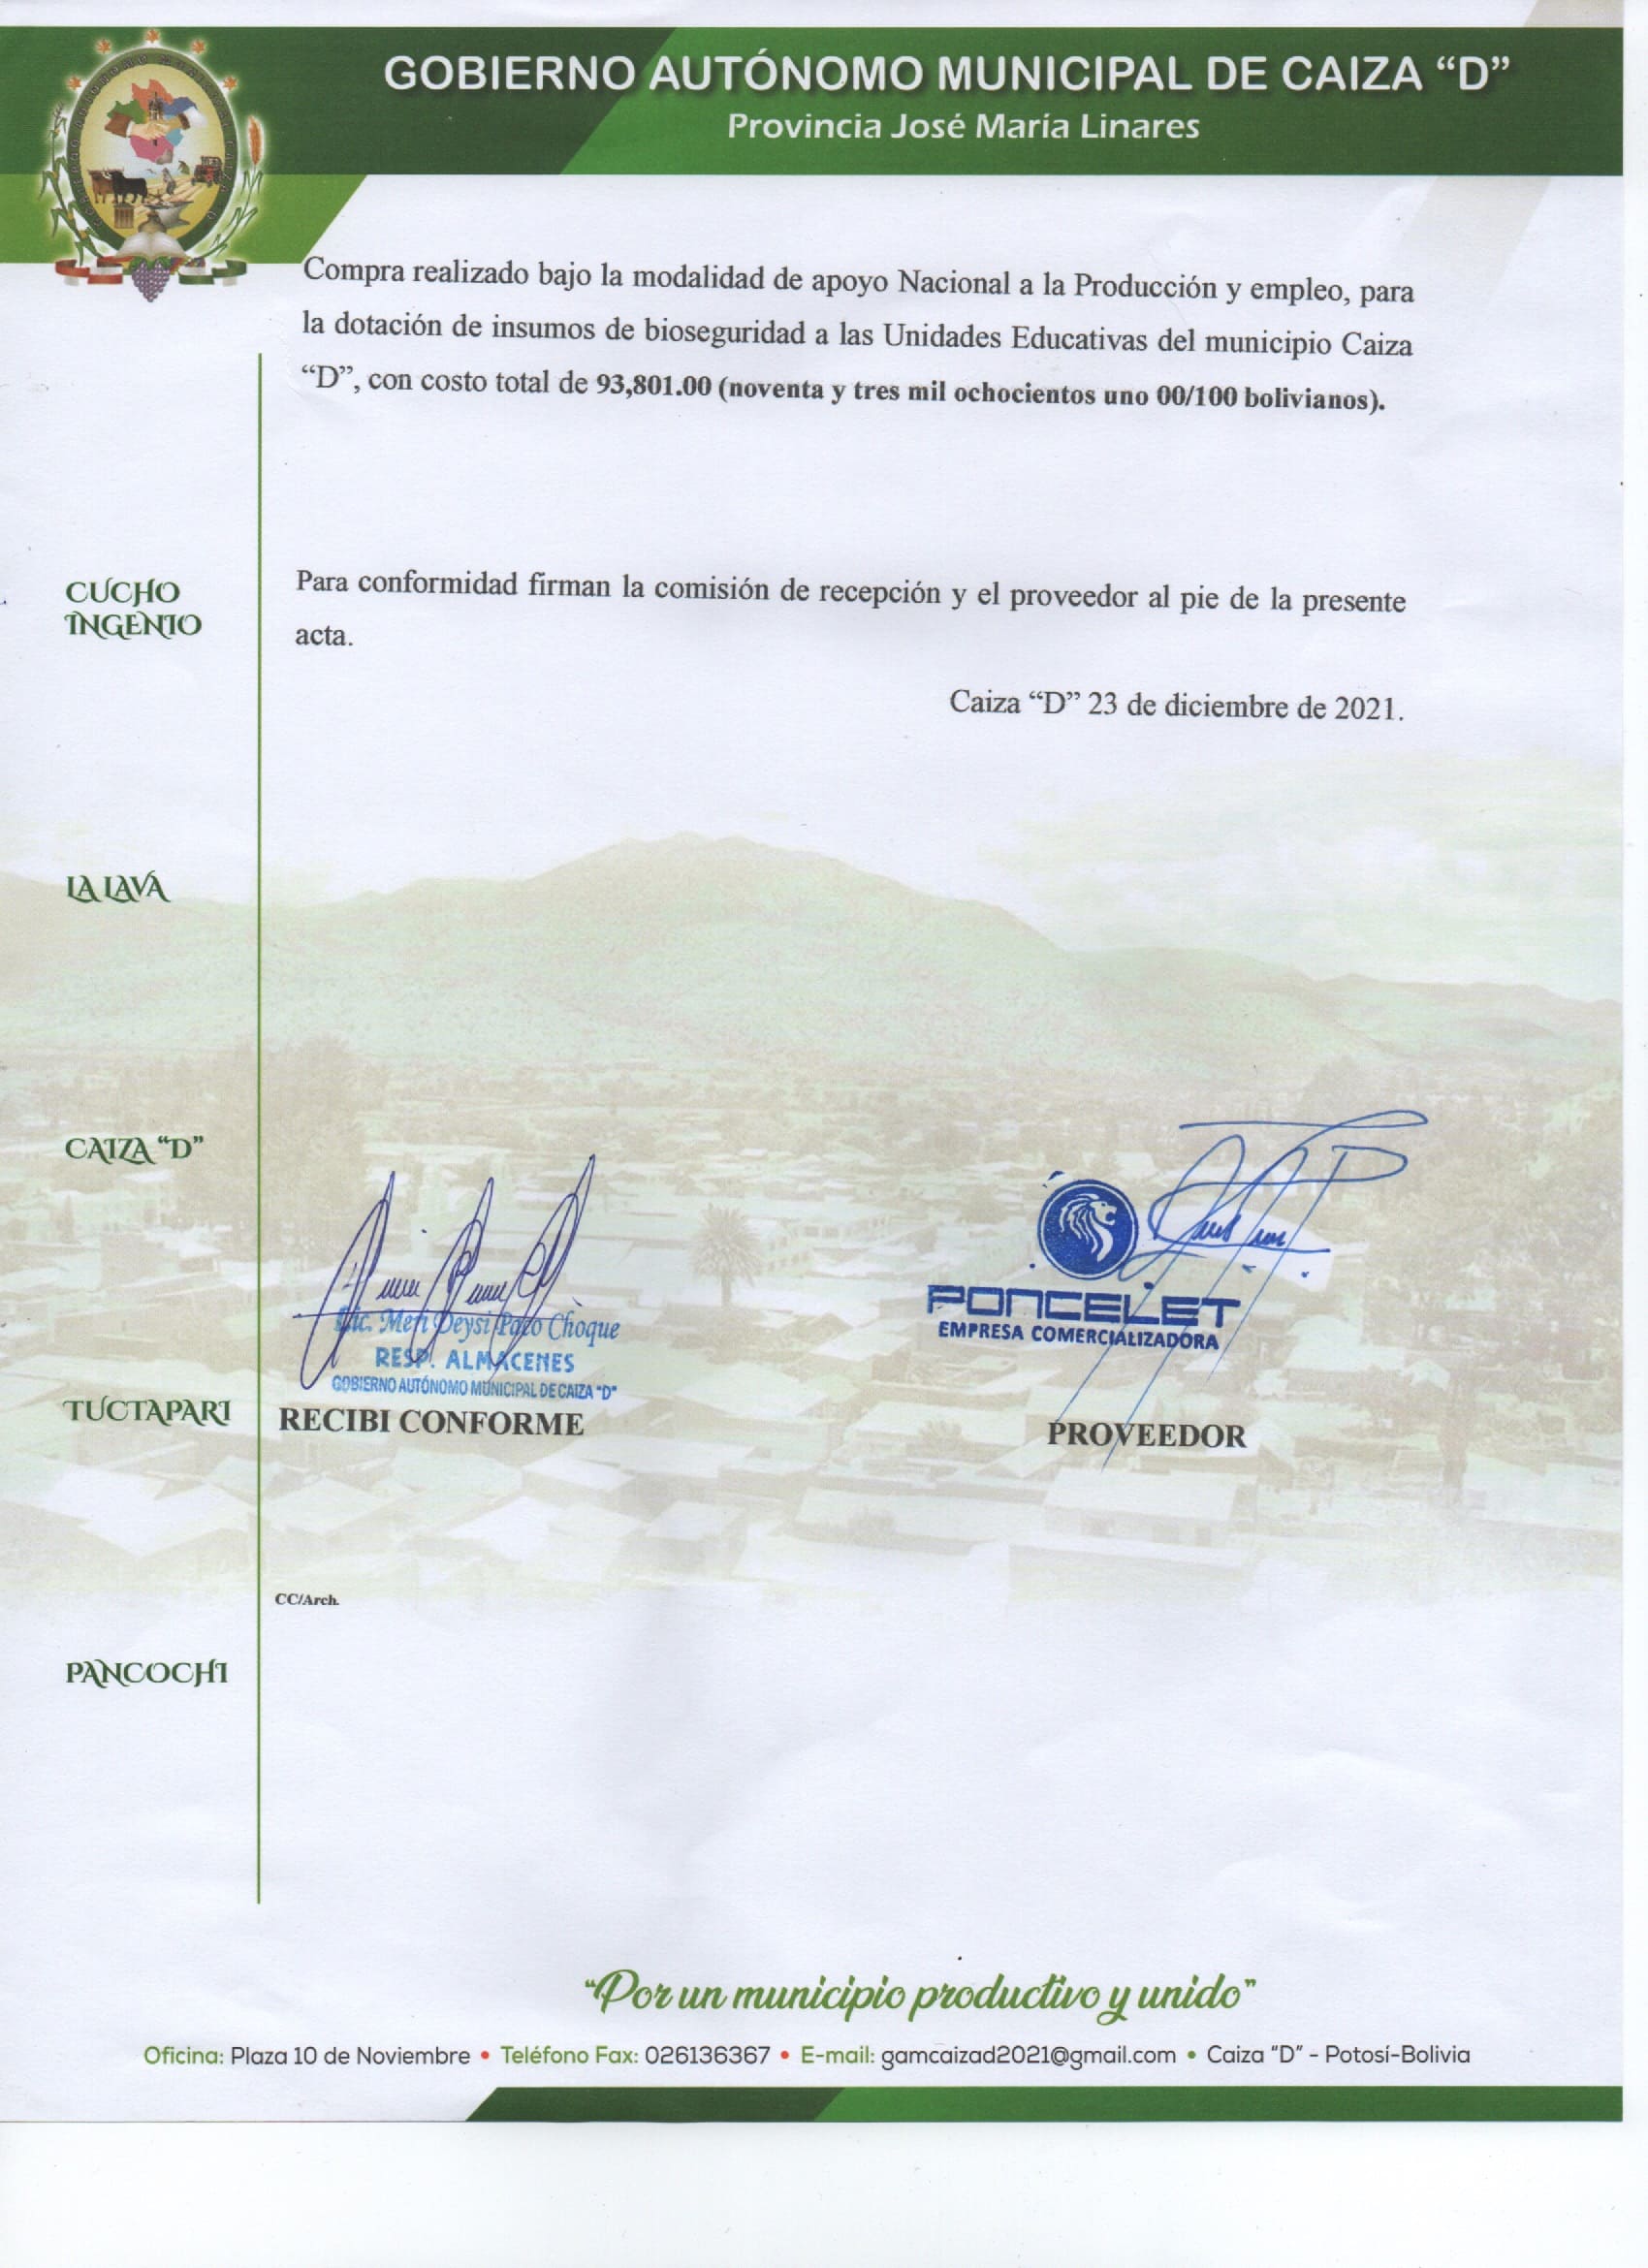 GOBIERNO AUTÓNOMO MUNICIPAL DE CAIZA “D”
Provincia José María Linares
Compra realizado bajo la modalidad de apoyo Nacional a la Producción y empleo, para
la dotación de insumos de bioseguridad a las Unidades Educativas del municipio Caiza
“D”, con costo total de 93,801.00 (noventa y tres mil ochocientos uno 00/100 bolivianos).
CUCHO
INGENIO
Para conformidad firman la comisión de recepción y el proveedor al pie de la presente
acta.
Caiza “D” 23 de diciembre de 2021.
LA LAVA
CAIZA “D”
Lic. Meri Deysi Paco Choque
RESP. ALMACENES
GOBIERNO AUTÓNOMO MUNICIPAL DE CAIZA "D"
PONCELET
EMPRESA COMERCIALIZADORA
TUCTAPARI
RECIBI CONFORME
PROVEEDOR
CC/Arch.
PANCOCHI
“Por un municipio productivo y unido”
Oficina: Plaza 10 de Noviembre • Teléfono Fax: 026136367 • E-mail: gamcaizad2021@gmail.com • Caiza "D" - Potosí-Bolivia